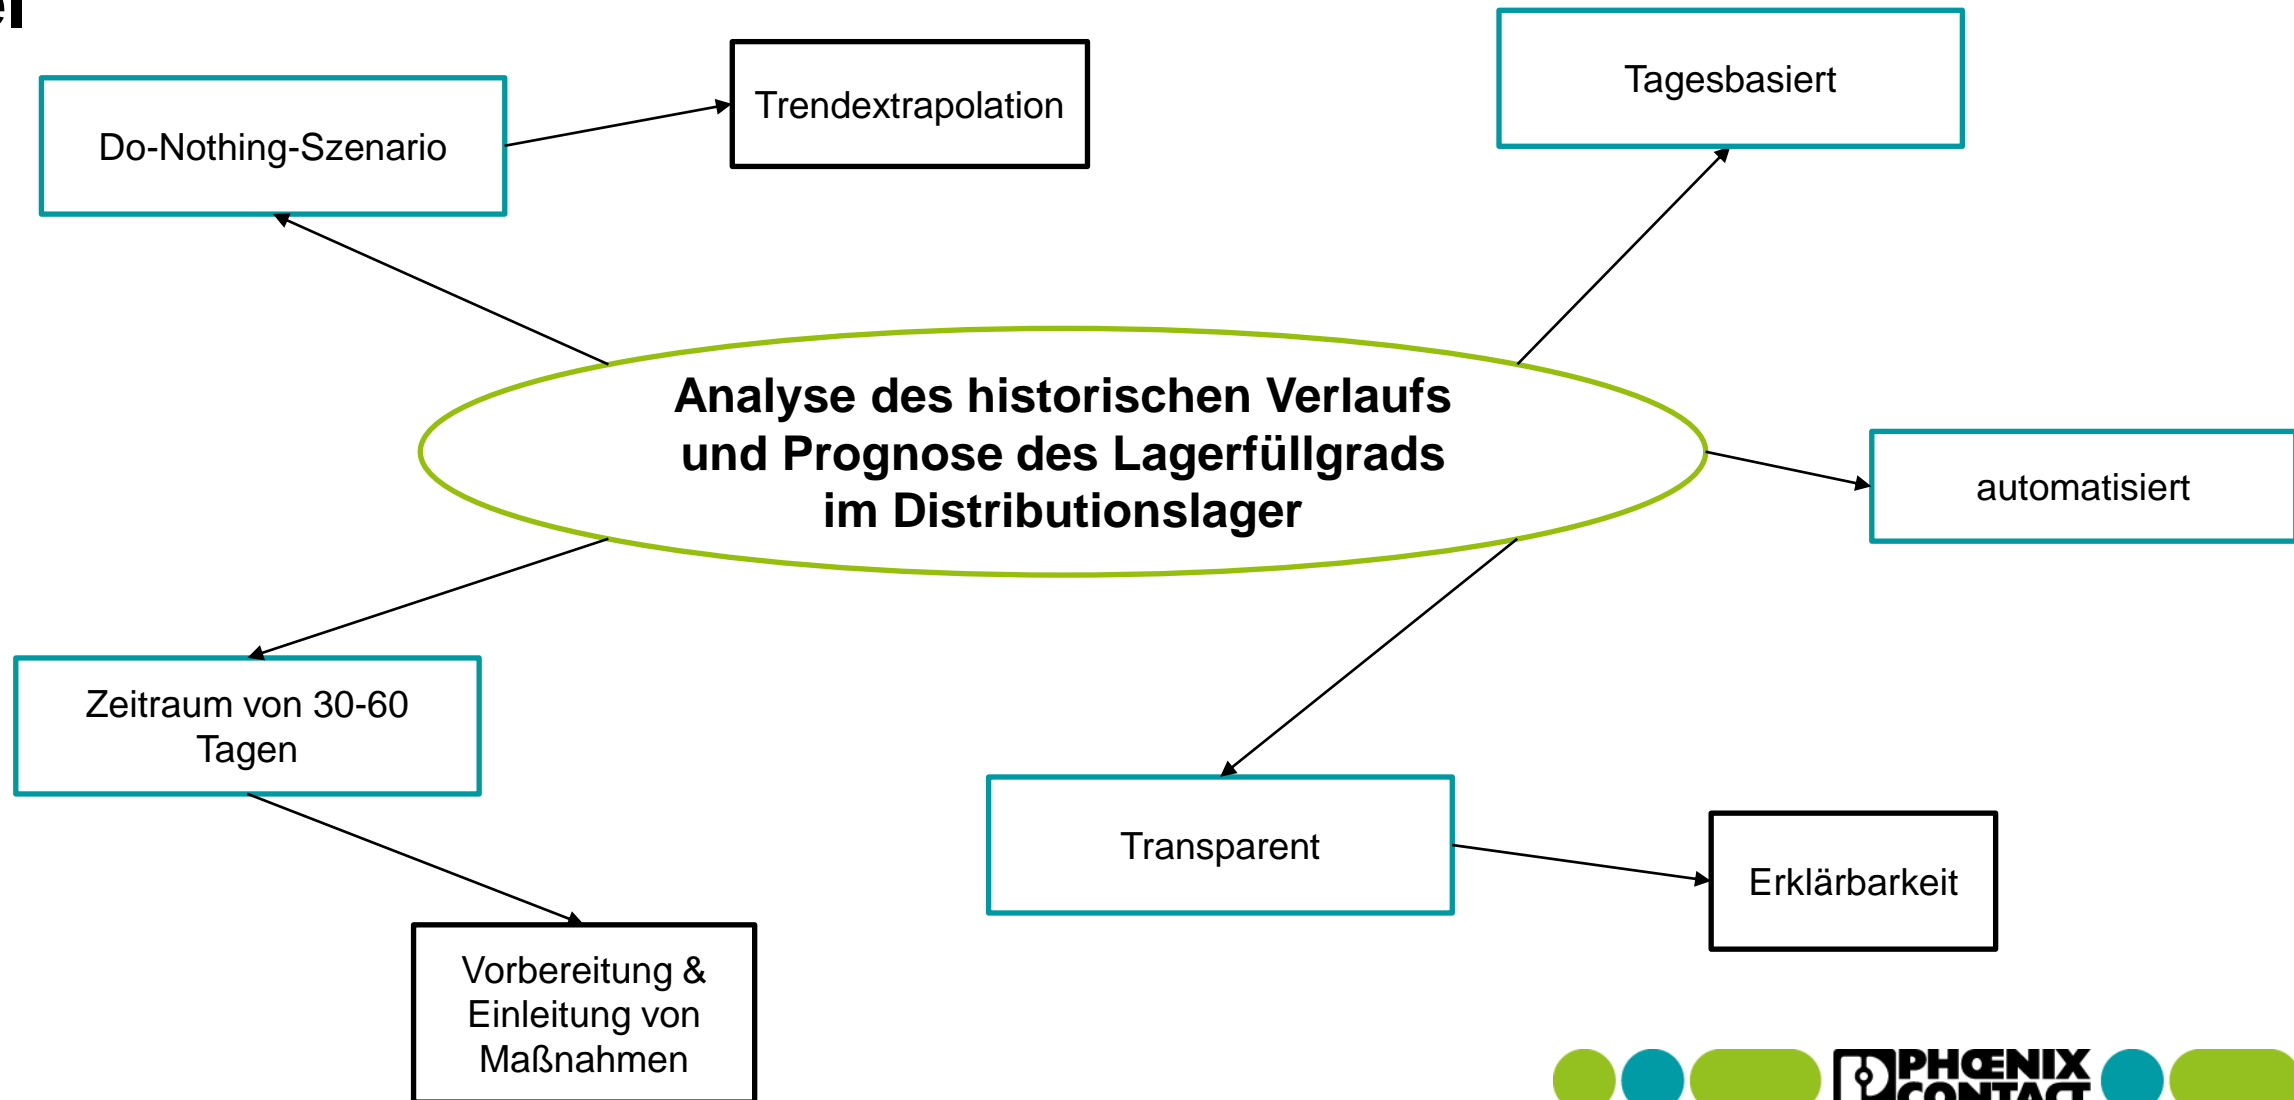 Do-Nothing-Szenario
Trendextrapolation
Tagesbasiert
Analyse des historischen Verlaufs
und Prognose des Lagerfüllgrads
im Distributionslager
automatisiert
Zeitraum von 30-60
Tagen
Transparent
Erklärbarkeit
Vorbereitung &
Einleitung von
Maßnahmen
PHŒNIX
CONTACT